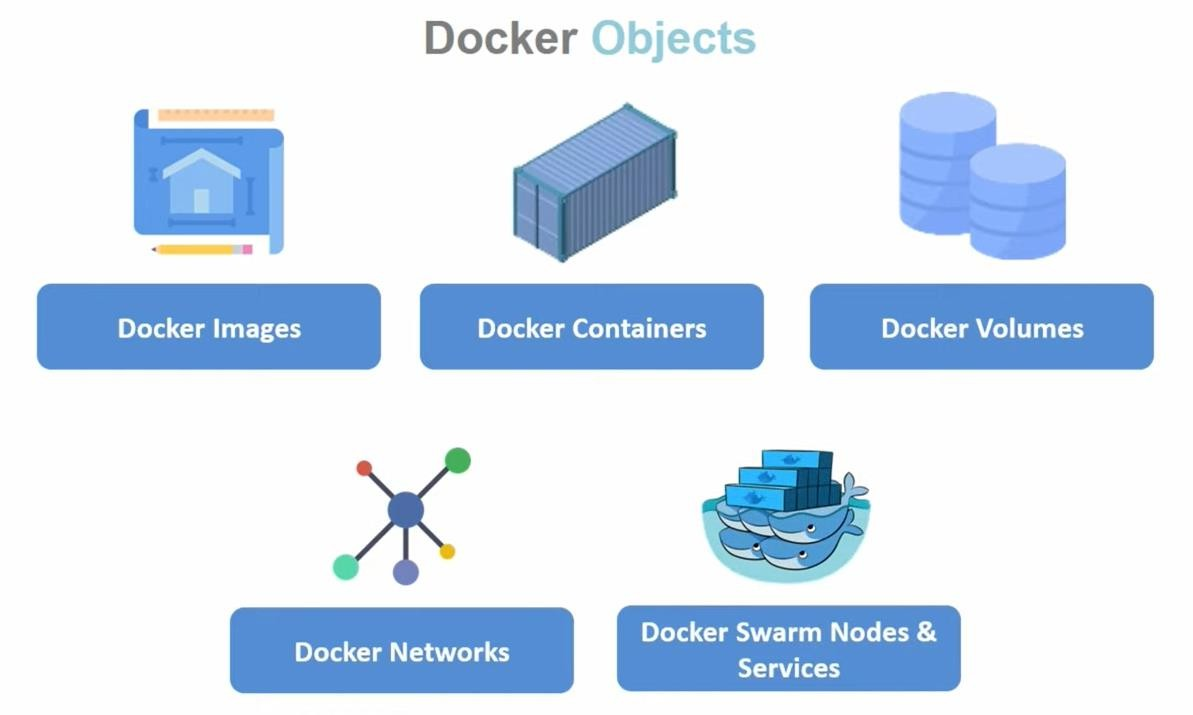 Docker Objects
Docker Images
Docker Containers
Docker Volumes
Docker Networks
Docker Swarm Nodes &
Services